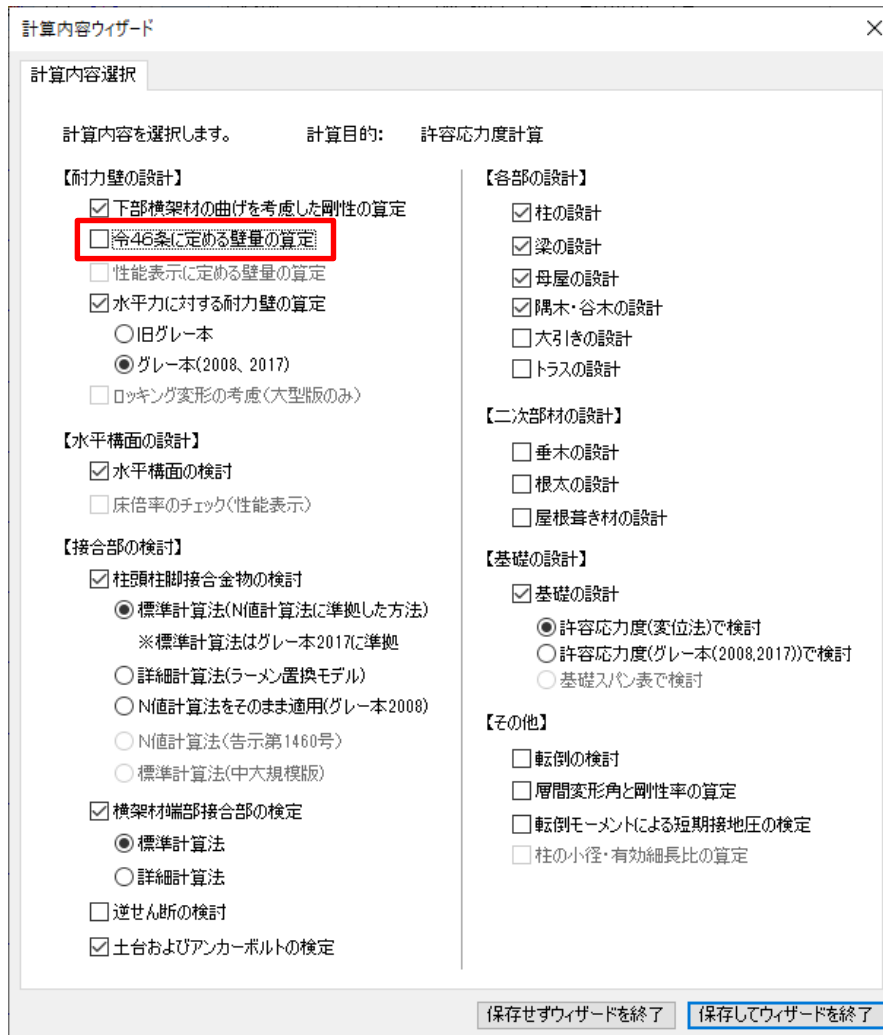 計算内容ウィザード
計算内容選択
計算内容を選択します。 計算目的: 許容応力度計算
【耐力壁の設計】
下部横架材の曲げを考慮した剛性の算定
令46条に定める壁量の算定
性能表示に定める壁量の算定
水平力に対する耐力壁の算定
旧グレー本
グレー本(2008、2017)
ロッキング変形の考慮(大型版のみ)
【水平構面の設計】
水平構面の検討
床倍率のチェック(性能表示)
【接合部の検討】
柱頭柱脚接合金物の検討
標準計算法(N値計算法に準拠した方法)
※標準計算法はグレー本2017に準拠
詳細計算法(ラーメン置換モデル)
N値計算法をそのまま適用(グレー本2008)
N値計算法(告示第1460号)
標準計算法(中大規模版)
横架材端部接合部の検定
標準計算法
詳細計算法
逆せん断の検討
土台およびアンカーボルトの検定
【各部の設計】
柱の設計
梁の設計
母屋の設計
隅木・谷木の設計
大引きの設計
トラスの設計
【二次部材の設計】
垂木の設計
根太の設計
屋根葺き材の設計
【基礎の設計】
基礎の設計
許容応力度(変位法)で検討
許容応力度(グレー本(2008,2017))で検討
基礎スパン表で検討
【その他】
転倒の検討
層間変形角と剛性率の算定
転倒モーメントによる短期接地圧の検定
柱の小径・有効細長比の算定
保存せずウィザードを終了 保存してウィザードを終了